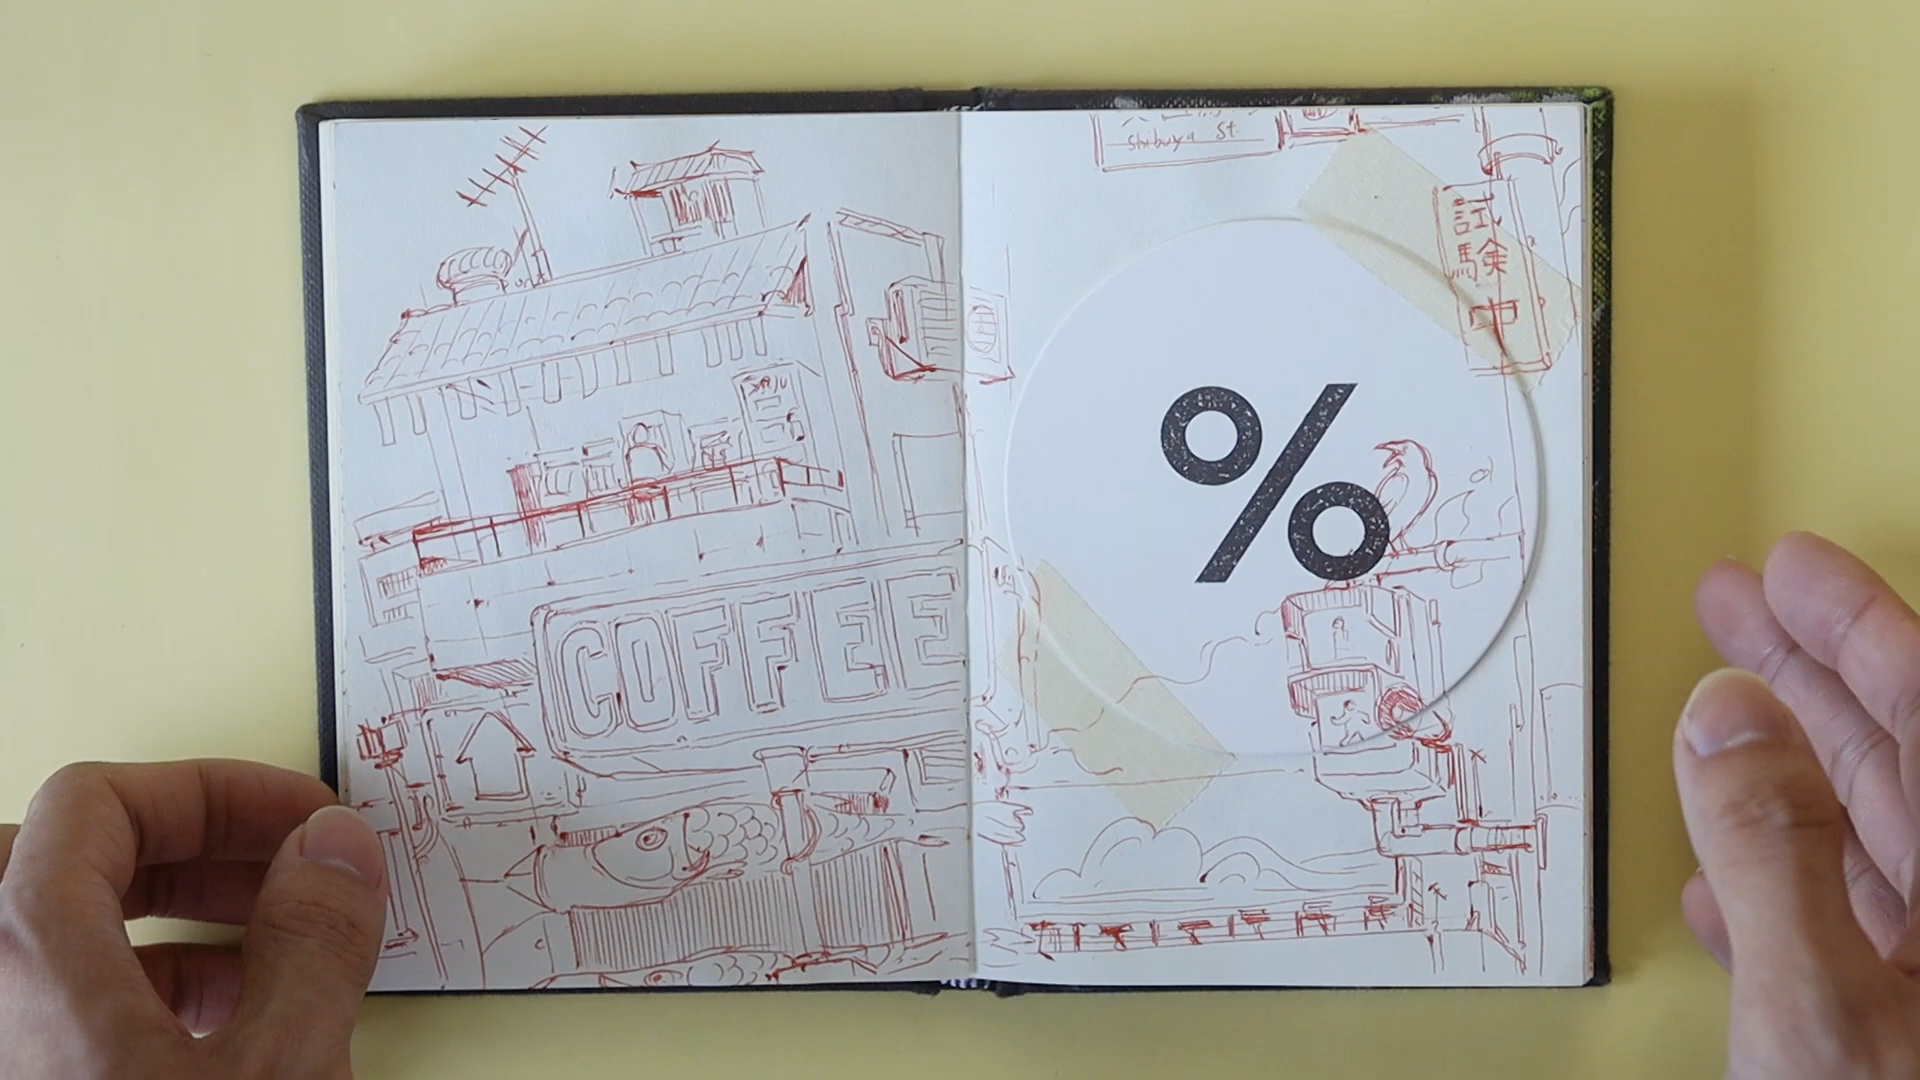 COFFEE
Shibuya St.
試
験
中
%